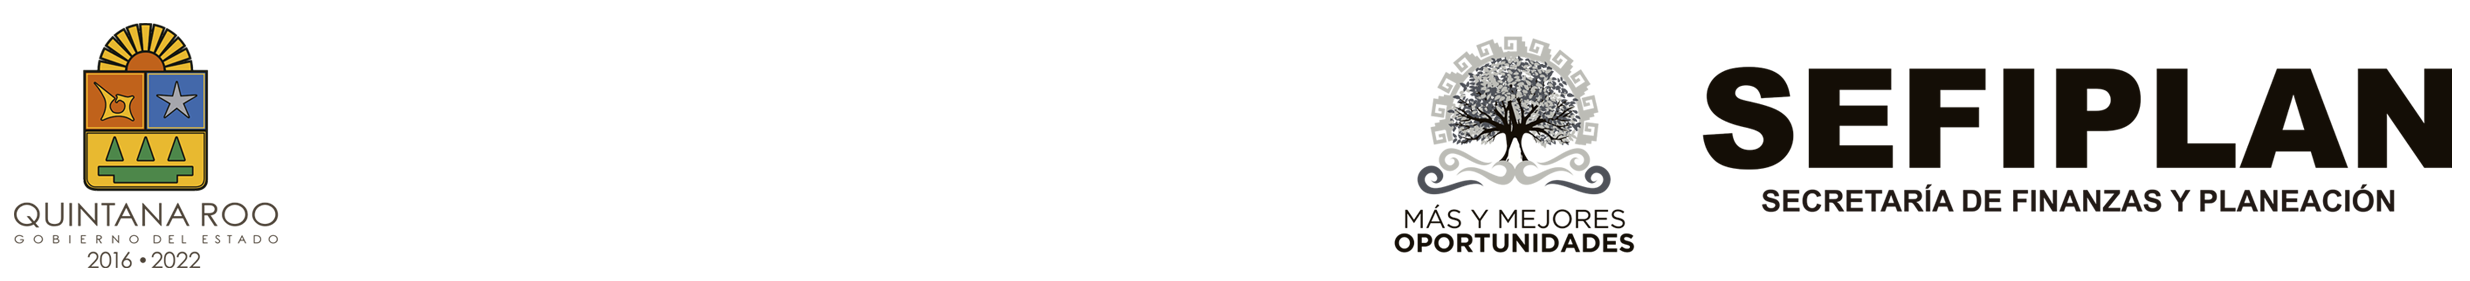 QUINTANA ROO
GOBIERNO DEL ESTADO
2016 • 2022
MÁS Y MEJORES
OPORTUNIDADES
SEFIPLAN
SECRETARÍA DE FINANZAS Y PLANEACIÓN